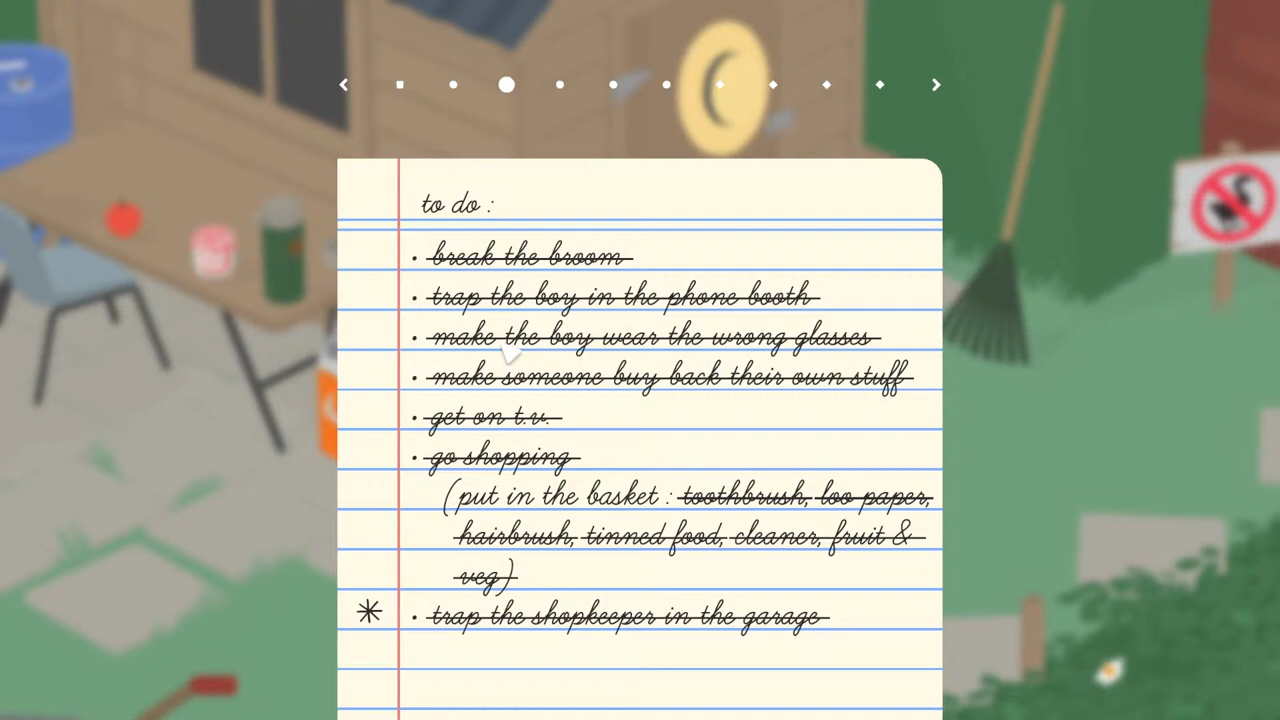 to do :
• break the broom
• trap the boy in the phone booth
• make the boy wear the wrong glasses
• make someone buy back their own stuff
• get on t.v.
• go shopping
(put in the basket : toothbrush, loo paper,
hairbrush, tinned food, cleaner, fruit &
veg)
* • trap the shopkeeper in the garage